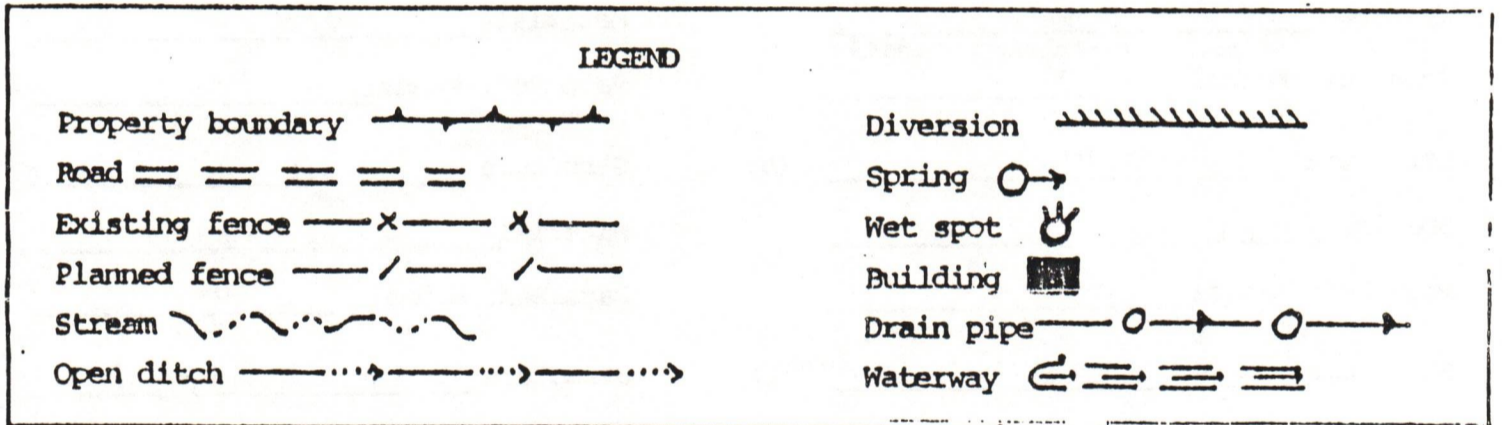 LEGEND
Property boundary
Road
Existing fence
Planned fence
Stream
Open ditch
Diversion
Spring
Wet spot
Building
Drain pipe
Waterway